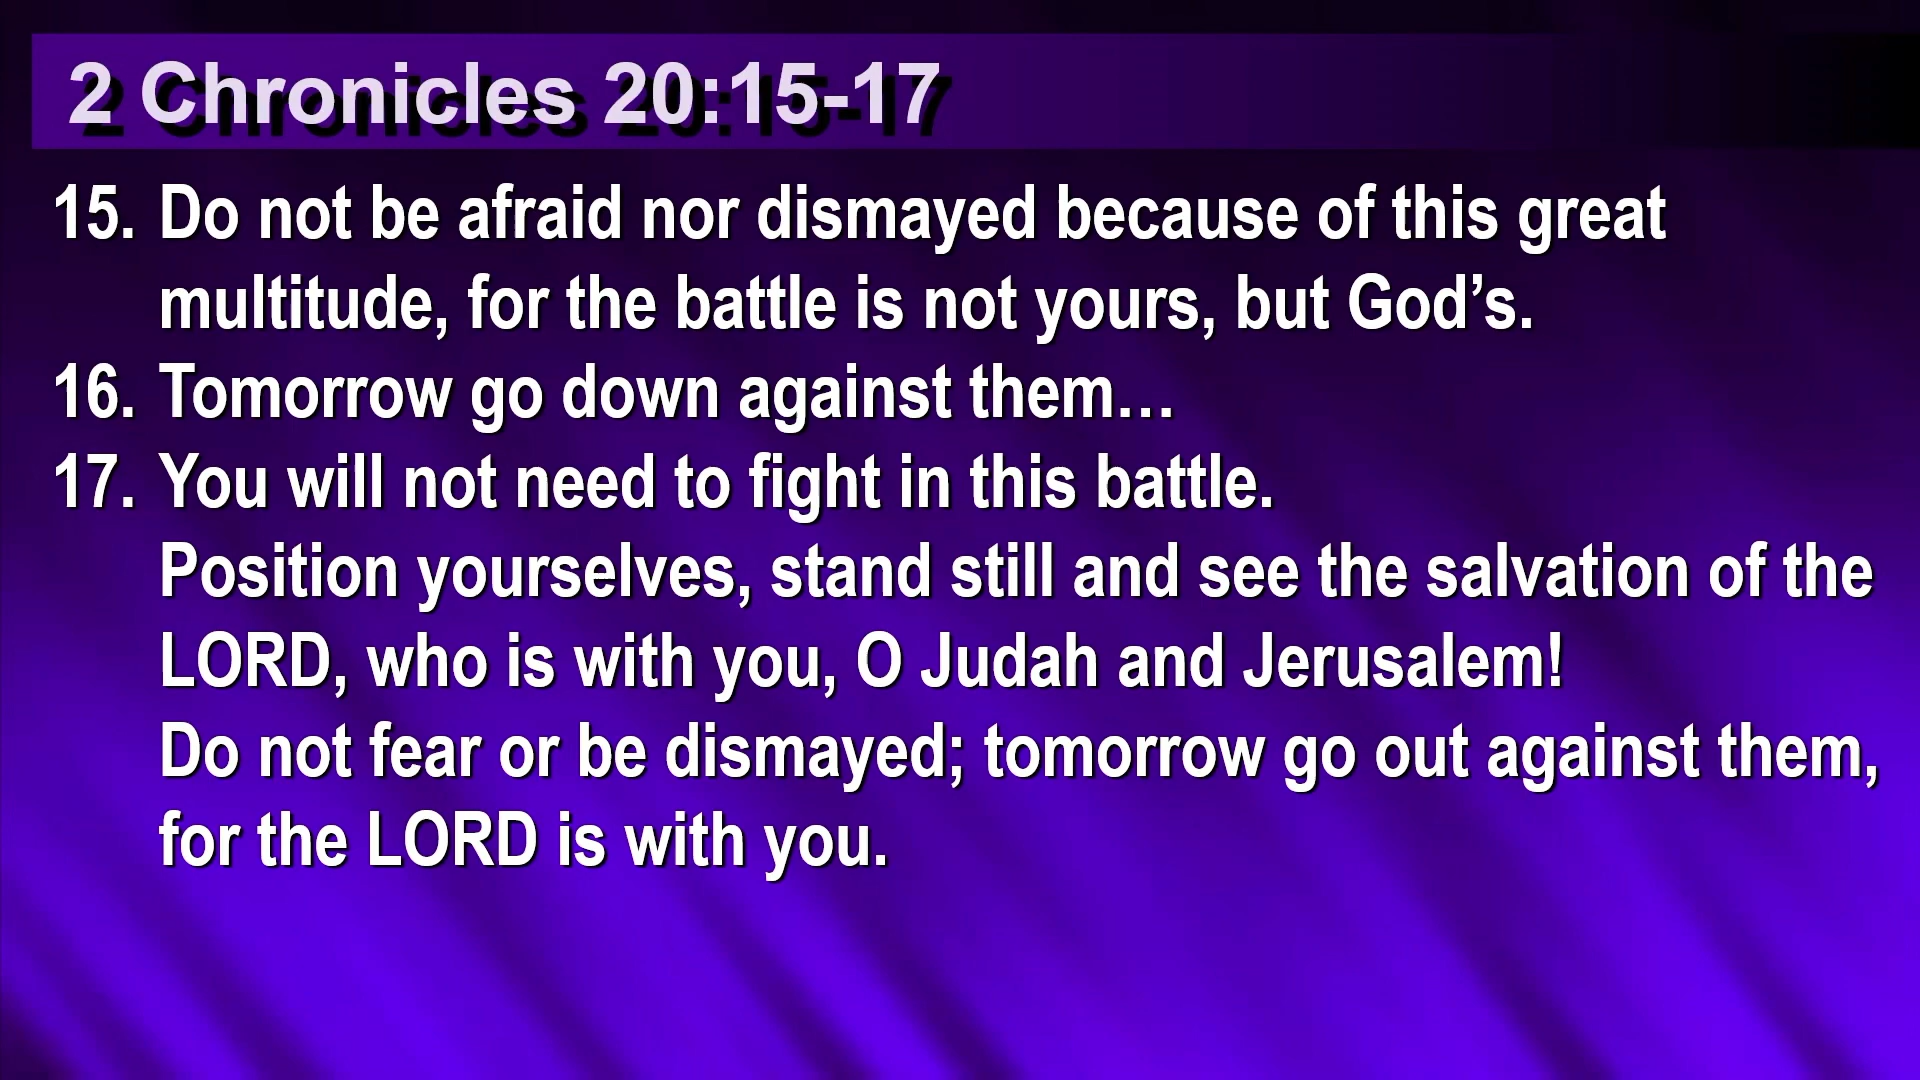 2 Chronicles 20:15-17
15. Do not be afraid nor dismayed because of this great
multitude, for the battle is not yours, but God’s.
16. Tomorrow go down against them…
17. You will not need to fight in this battle.
Position yourselves, stand still and see the salvation of the
LORD, who is with you, O Judah and Jerusalem!
Do not fear or be dismayed; tomorrow go out against them,
for the LORD is with you.